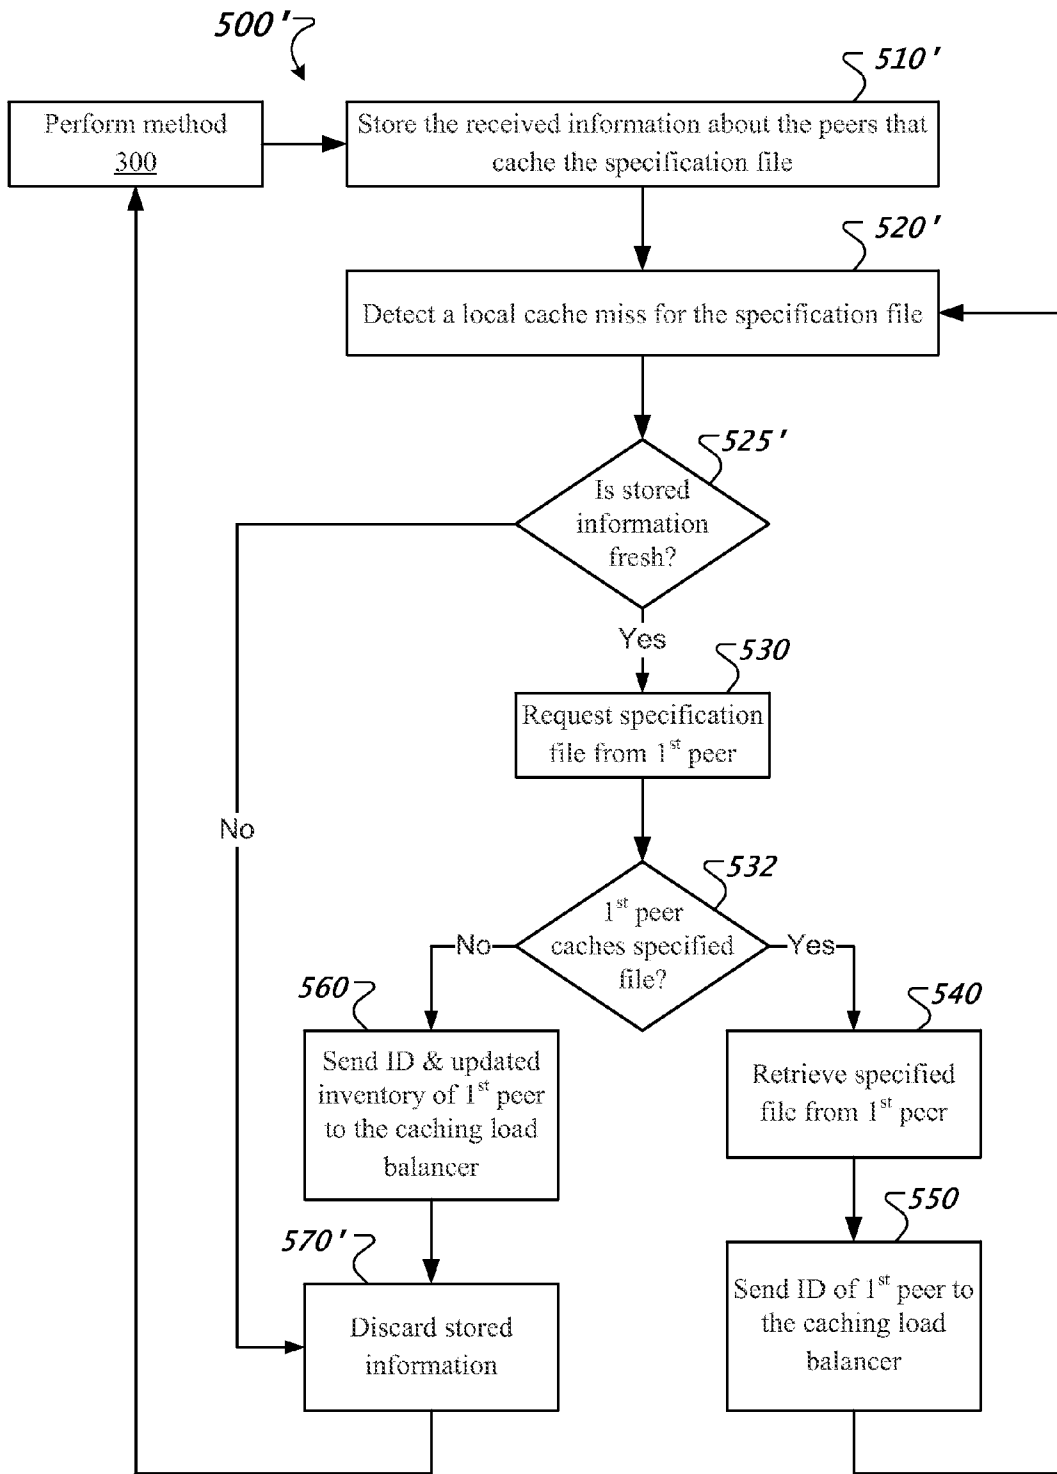 500'
510'
Perform method
300
Store the received information about the peers that
cache the specification file
520'
Detect a local cache miss for the specification file
525'
Is stored
information
fresh?
Yes
530
Request specification
file from 1st peer
No
532
1st peer
caches specified
file?
No
Yes
560
540
Send ID & updated
inventory of 1st peer
to the caching load
balancer
Retrieve specified
file from 1st peer
550
570'
Send ID of 1st peer to
the caching load
balancer
Discard stored
information